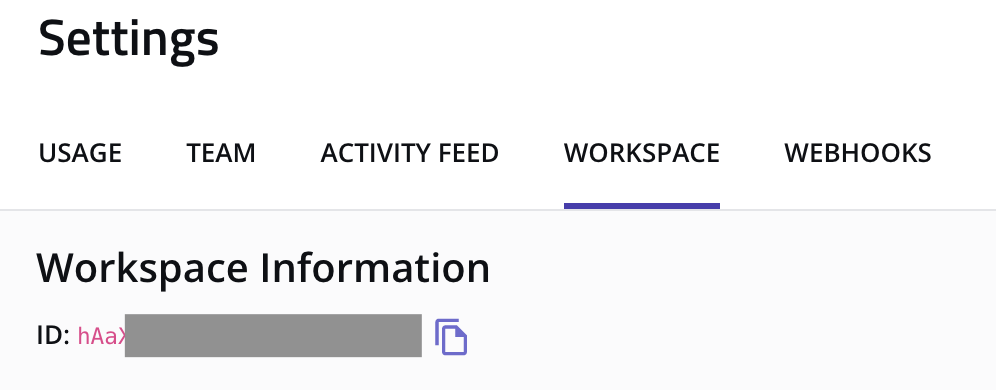 Settings
USAGE TEAM ACTIVITY FEED WORKSPACE WEBHOOKS
Workspace Information
ID: hAaX